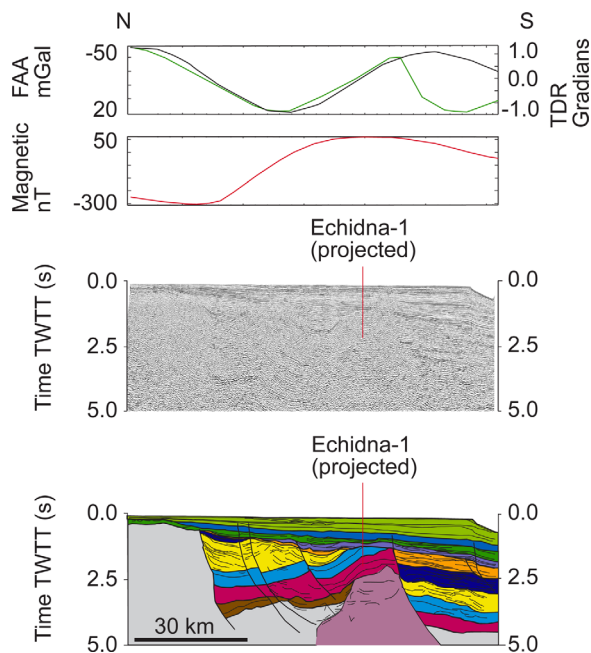 N S
-50
20
FAA
mGal
1.0
0.0
-1.0
TDR
Gradians
50
-300
Magnetic
nT
Echidna-1
(projected)
0.0
2.5
5.0
Time TWTT (s)
0.0
2.5
5.0
Echidna-1
(projected)
0.0
2.5
5.0
Time TWTT (s)
0.0
2.5
5.0
30 km